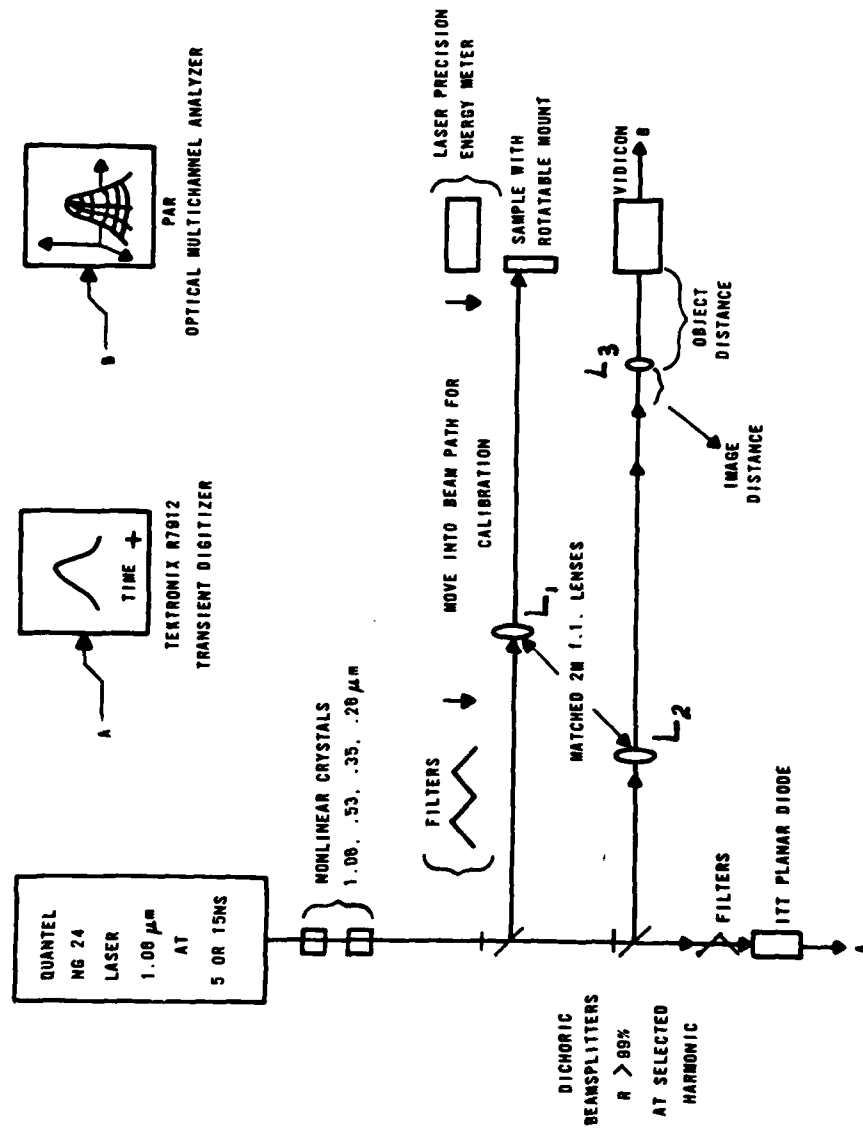 QUANTEL
NG 24
LASER
1.06 µm
AT
5 OR 15NS
A
TIME +
TEKTRONIX R7912
TRANSIENT DIGITIZER
B
PAR
OPTICAL MULTICHANNEL ANALYZER
NONLINEAR CRYSTALS
1.06, .53, .35, .26 µm
FILTERS
MOVE INTO BEAM PATH FOR
CALIBRATION
LASER PRECISION
ENERGY METER
L1
SAMPLE WITH
ROTATABLE MOUNT
MATCHED 2M f.l. LENSES
L2
L3
VIDICON
B
OBJECT
DISTANCE
IMAGE
DISTANCE
DICHORIC
BEAMSPLITTERS
R >99%
AT SELECTED
HARMONIC
FILTERS
ITT PLANAR DIODE
A